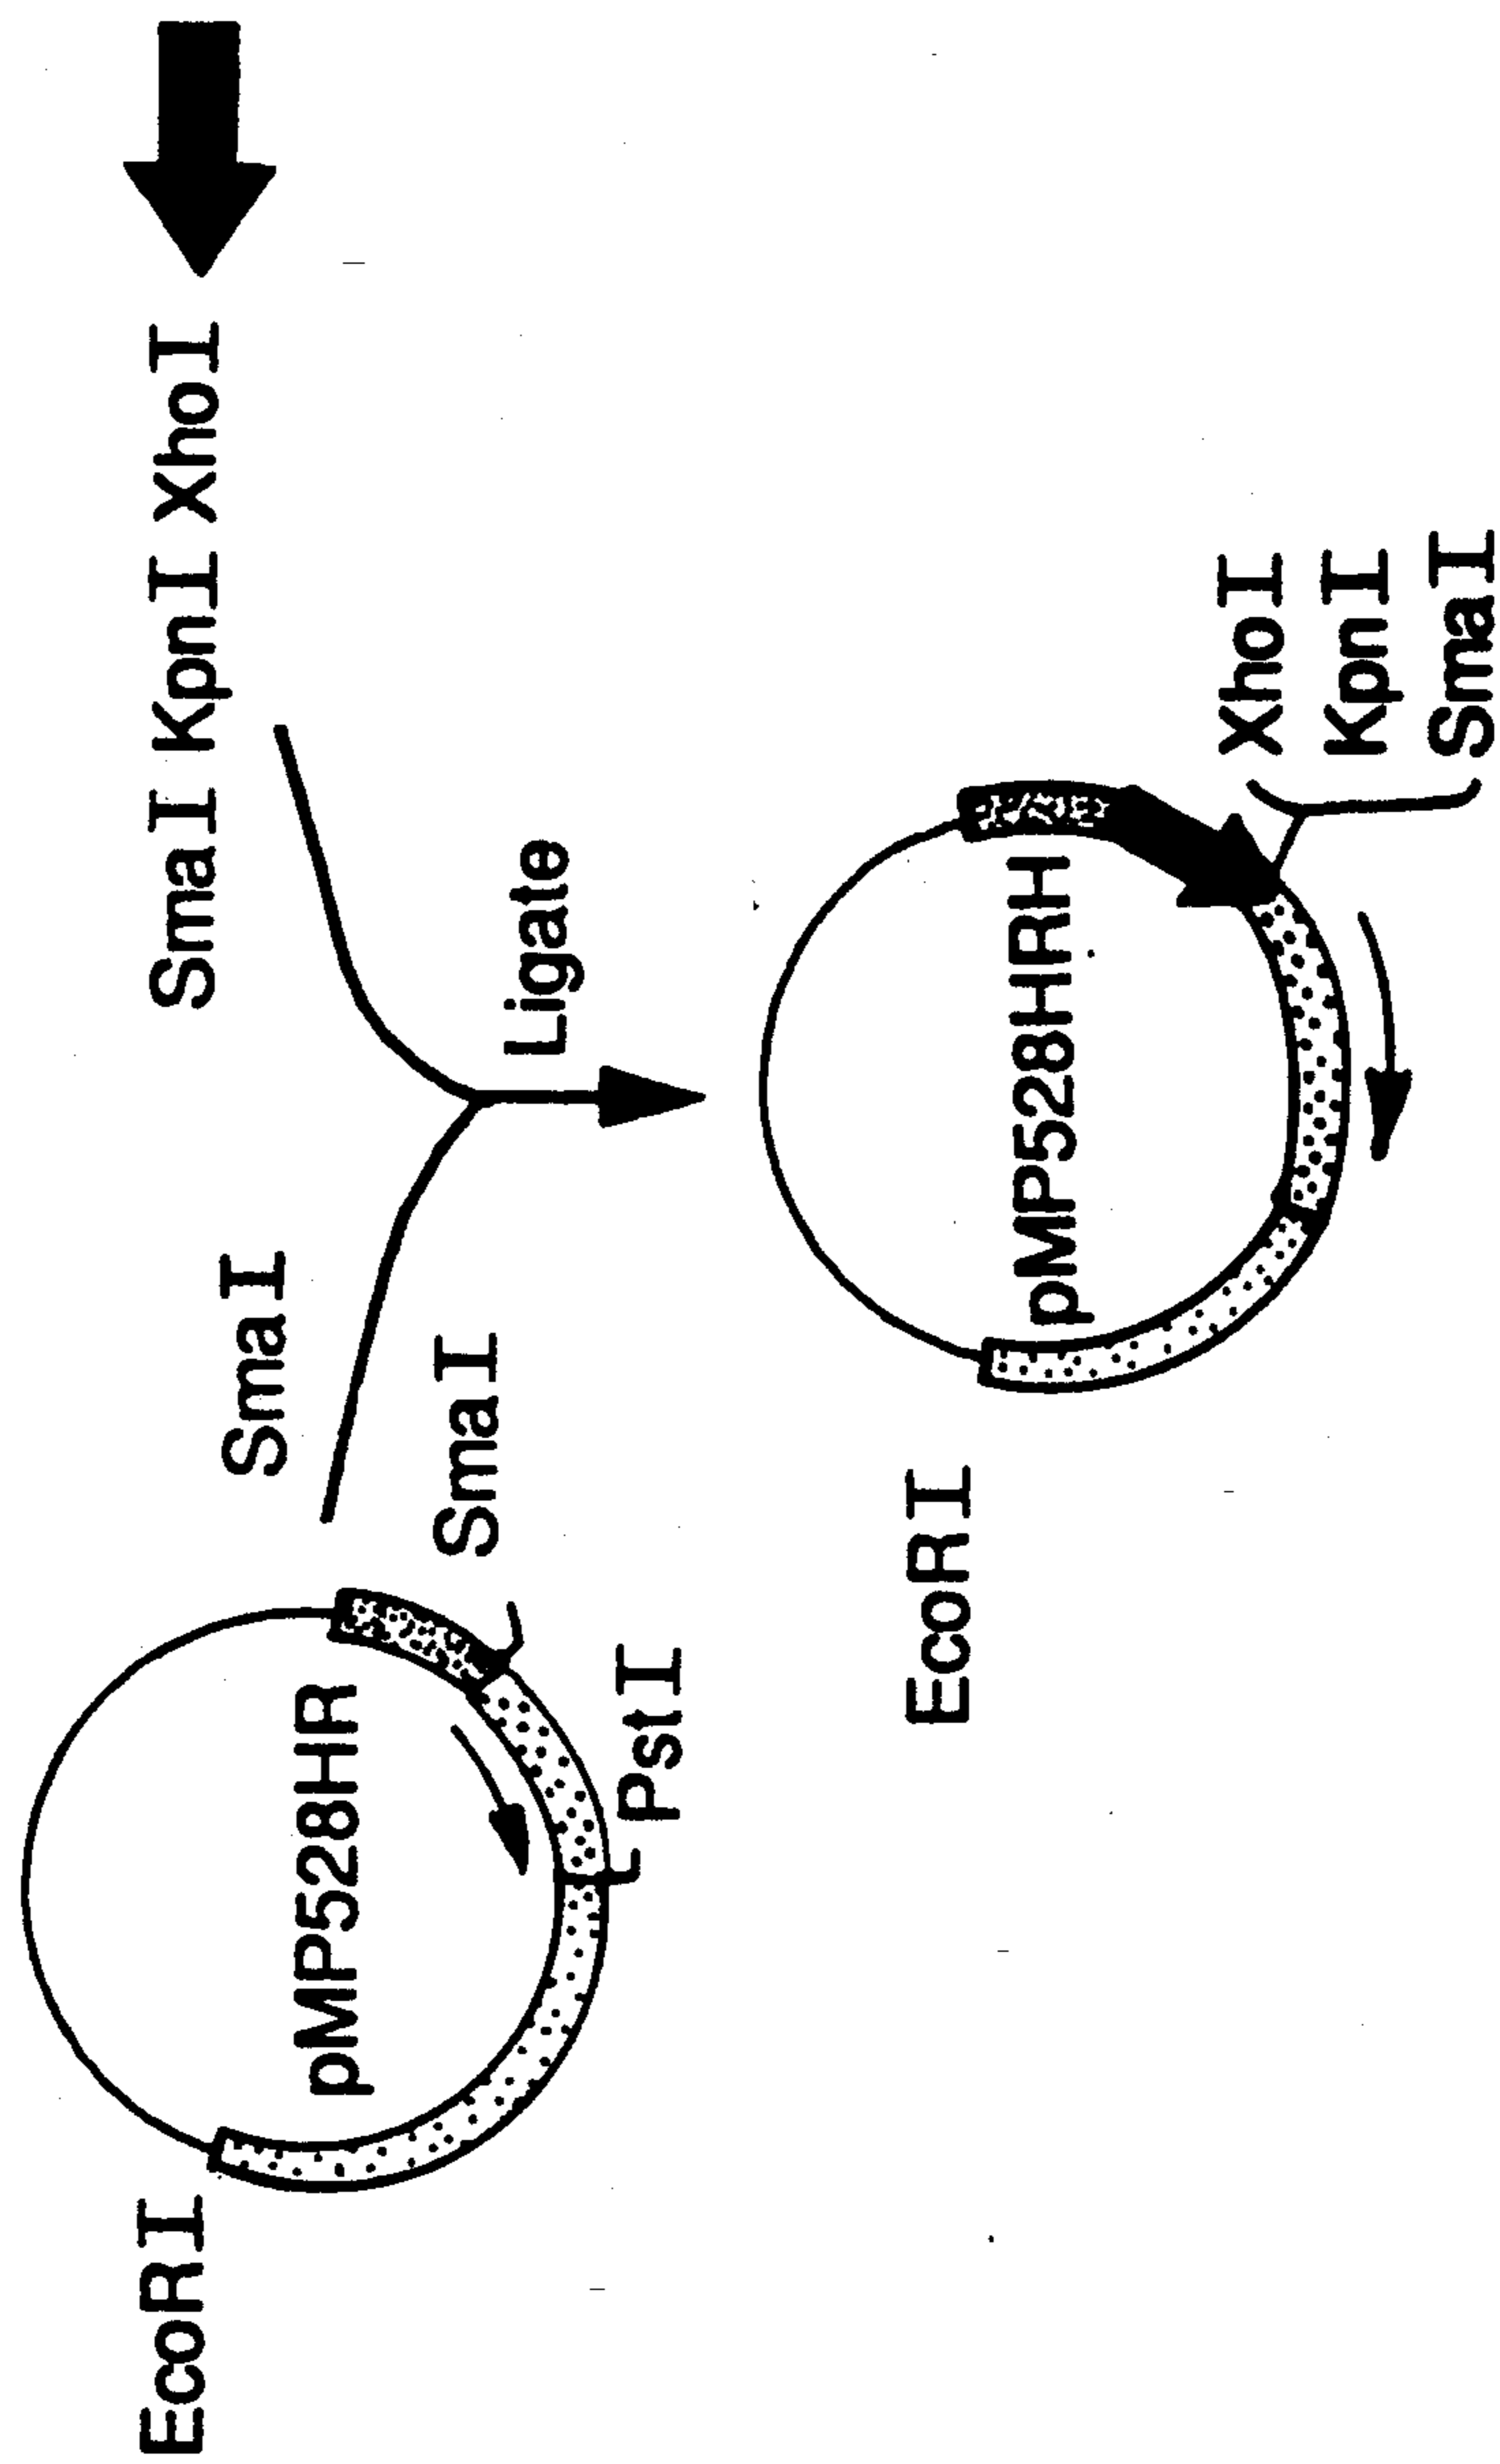 SmaI KpnI XhoI
SmaI
EcoRI
pMP528HR
SmaI
PstI
Ligate
EcoRI
pMP528HRH
XhoI
KpnI
SmaI